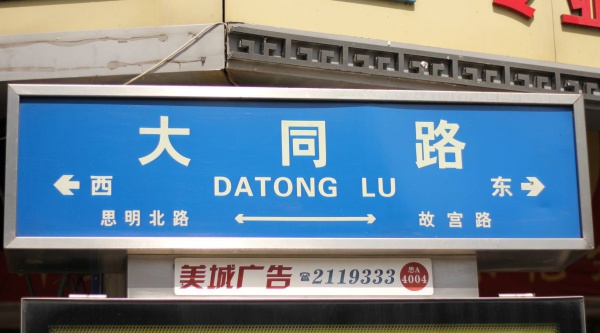 大同路
← 西 DATONG LU 东 →
思明北路 ↔ 故宫路
美城广告 ☎2119333 思A 4004